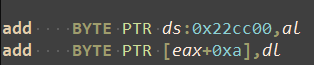 add BYTE PTR ds:0x22cc00,al
add BYTE PTR [eax+0xa],dl